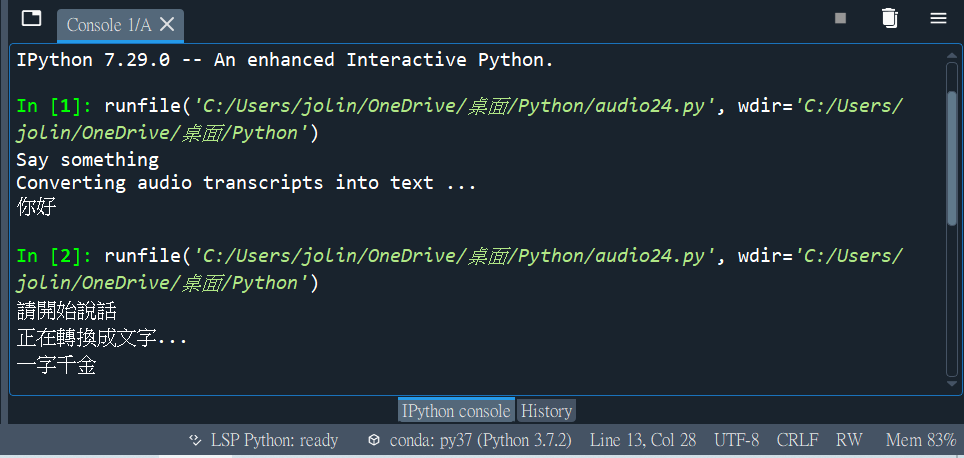 Console 1/A
IPython 7.29.0 -- An enhanced Interactive Python.
In [1]: runfile('C:/Users/jolin/OneDrive/桌面/Python/audio24.py', wdir='C:/Users/
jolin/OneDrive/桌面/Python')
Say something
Converting audio transcripts into text ...
你好
In [2]: runfile('C:/Users/jolin/OneDrive/桌面/Python/audio24.py', wdir='C:/Users/
jolin/OneDrive/桌面/Python')
請開始說話
正在轉換成文字...
一字千金
IPython console History
LSP Python: ready conda: py37 (Python 3.7.2) Line 13, Col 28 UTF-8 CRLF RW Mem 83%